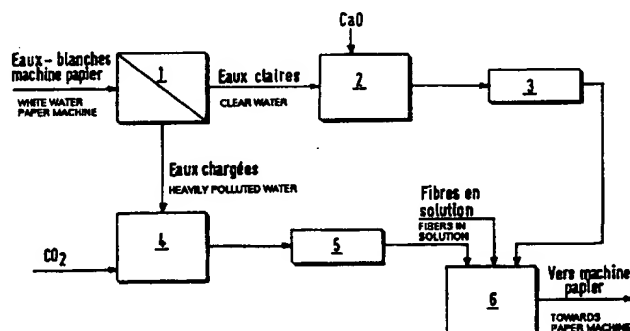 CaO
Eaux-blanches
machine papier
WHITE WATER
PAPER MACHINE
1
Eaux claires
CLEAR WATER
2
3
Eaux chargées
HEAVILY POLLUTED WATER
Fibres en
solution
FIBERS IN
SOLUTION
CO2
4
5
6
Vers machine
papier
TOWARDS
PAPER MACHINE